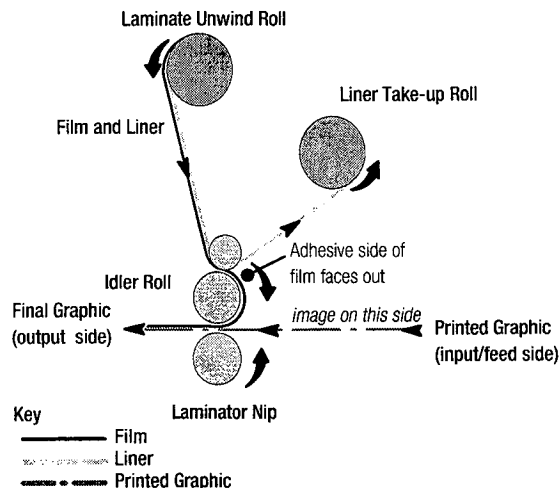 Laminate Unwind Roll
Liner Take-up Roll
Film and Liner
Adhesive side of
film faces out
Idler Roll
image on this side
Final Graphic
(output side)
Printed Graphic
(input/feed side)
Laminator Nip
Key
Film
Liner
Printed Graphic